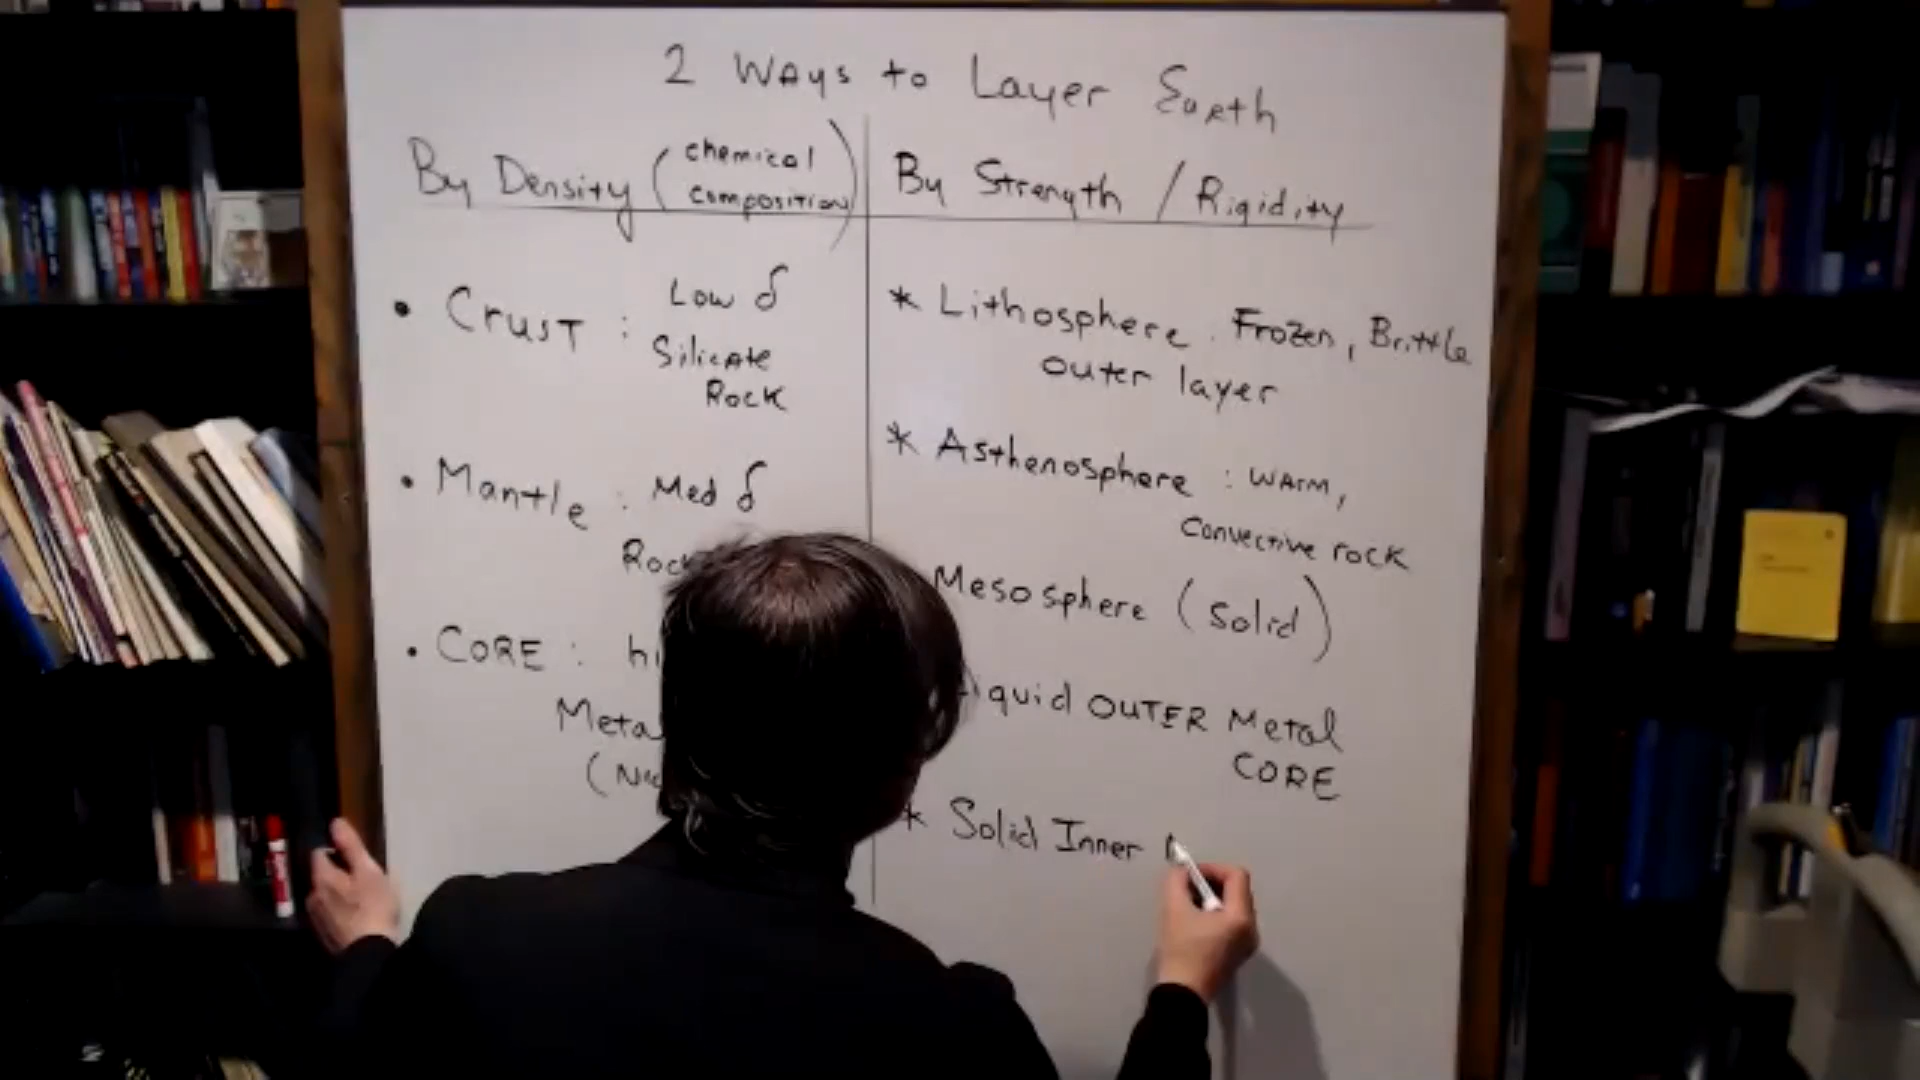 2 Ways to Layer Earth
By Density (chemical composition)
By Strength / Rigidity
• Crust : Low δ
Silicate
Rock
• Mantle : Med δ
Rock
• CORE :
* Lithosphere. Frozen, Brittle
outer layer
* Asthenosphere : warm,
Convective rock
Mesosphere (Solid)
OUTER Metal
CORE
* Solid Inner